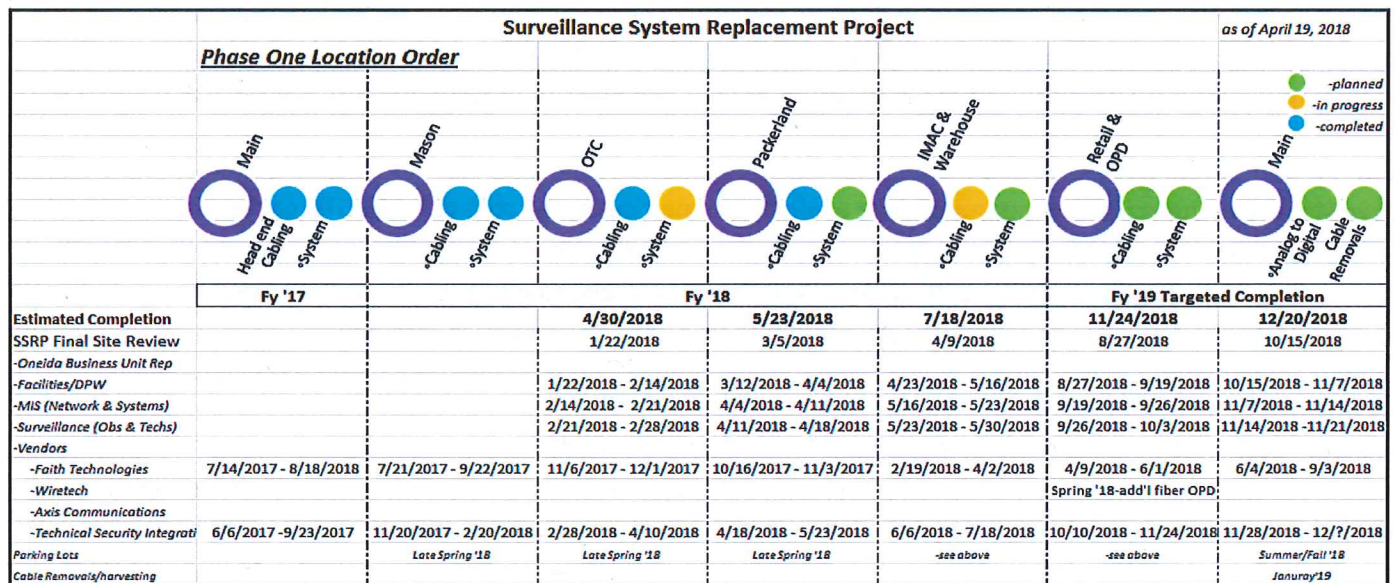 Surveillance System Replacement Project
as of April 19, 2018
Phase One Location Order
-planned
-in progress
-completed
Main
Mason
OTC
Packerland
IMAC &
Warehouse
Retail &
OPD
Main
Head end
Cabling
°System
°Cabling
°System
°Cabling
°System
°Cabling
°System
°Cabling
°System
°Cabling
°System
°Analog to
Digital
Cable
Removals
Fy '17 Fy '18 Fy '19 Targeted Completion
Estimated Completion 4/30/2018 5/23/2018 7/18/2018 11/24/2018 12/20/2018
SSRP Final Site Review 1/22/2018 3/5/2018 4/9/2018 8/27/2018 10/15/2018
-Oneida Business Unit Rep
-Facilities/DPW 1/22/2018 - 2/14/2018 3/12/2018 - 4/4/2018 4/23/2018 - 5/16/2018 8/27/2018 - 9/19/2018 10/15/2018 - 11/7/2018
-MIS (Network & Systems) 2/14/2018 - 2/21/2018 4/4/2018 - 4/11/2018 5/16/2018 - 5/23/2018 9/19/2018 - 9/26/2018 11/7/2018 - 11/14/2018
-Surveillance (Obs & Techs) 2/21/2018 - 2/28/2018 4/11/2018 - 4/18/2018 5/23/2018 - 5/30/2018 9/26/2018 - 10/3/2018 11/14/2018 -11/21/2018
-Vendors
-Faith Technologies 7/14/2017 - 8/18/2018 7/21/2017 - 9/22/2017 11/6/2017 - 12/1/2017 10/16/2017 - 11/3/2017 2/19/2018 - 4/2/2018 4/9/2018 - 6/1/2018 6/4/2018 - 9/3/2018
-Wiretech Spring '18-add'l fiber OPD
-Axis Communications
-Technical Security Integrati 6/6/2017 -9/23/2017 11/20/2017 - 2/20/2018 2/28/2018 - 4/10/2018 4/18/2018 - 5/23/2018 6/6/2018 - 7/18/2018 10/10/2018 - 11/24/2018 11/28/2018 - 12/?/2018
Parking Lots Late Spring '18 Late Spring '18 Late Spring '18 -see above -see above Summer/Fall '18
Cable Removals/harvesting Januray'19